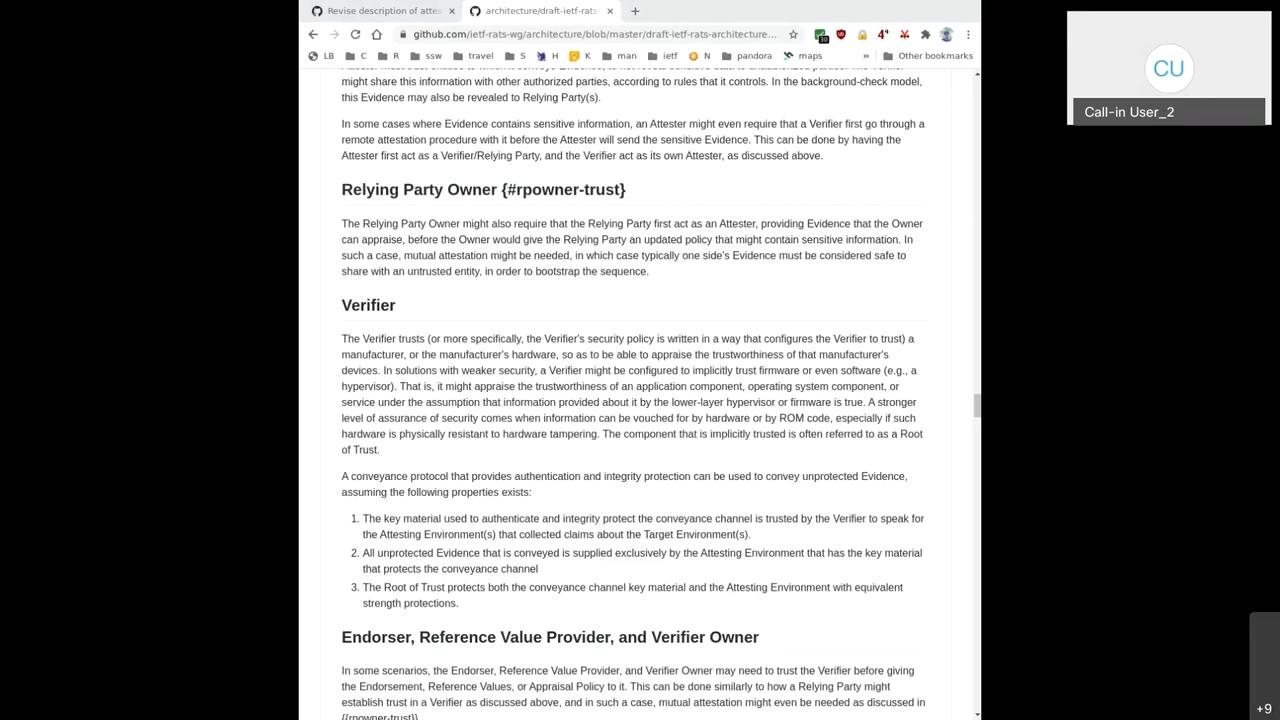 Revise description of attes
architecture/draft-ietf-rats-
github.com/ietf-rats-wg/architecture/blob/master/draft-ietf-rats-architecture...
LB C R ssw travel S H K man ietf N pandora maps » Other bookmarks
might share this information with other authorized parties, according to rules that it controls. In the background-check model,
this Evidence may also be revealed to Relying Party(s).
In some cases where Evidence contains sensitive information, an Attester might even require that a Verifier first go through a
remote attestation procedure with it before the Attester will send the sensitive Evidence. This can be done by having the
Attester first act as a Verifier/Relying Party, and the Verifier act as its own Attester, as discussed above.
Relying Party Owner {#rpowner-trust}
The Relying Party Owner might also require that the Relying Party first act as an Attester, providing Evidence that the Owner
can appraise, before the Owner would give the Relying Party an updated policy that might contain sensitive information. In
such a case, mutual attestation might be needed, in which case typically one side's Evidence must be considered safe to
share with an untrusted entity, in order to bootstrap the sequence.
Verifier
The Verifier trusts (or more specifically, the Verifier's security policy is written in a way that configures the Verifier to trust) a
manufacturer, or the manufacturer's hardware, so as to be able to appraise the trustworthiness of that manufacturer's
devices. In solutions with weaker security, a Verifier might be configured to implicitly trust firmware or even software (e.g., a
hypervisor). That is, it might appraise the trustworthiness of an application component, operating system component, or
service under the assumption that information provided about it by the lower-layer hypervisor or firmware is true. A stronger
level of assurance of security comes when information can be vouched for by hardware or by ROM code, especially if such
hardware is physically resistant to hardware tampering. The component that is implicitly trusted is often referred to as a Root
of Trust.
A conveyance protocol that provides authentication and integrity protection can be used to convey unprotected Evidence,
assuming the following properties exists:
1. The key material used to authenticate and integrity protect the conveyance channel is trusted by the Verifier to speak for
the Attesting Environment(s) that collected claims about the Target Environment(s).
2. All unprotected Evidence that is conveyed is supplied exclusively by the Attesting Environment that has the key material
that protects the conveyance channel
3. The Root of Trust protects both the conveyance channel key material and the Attesting Environment with equivalent
strength protections.
Endorser, Reference Value Provider, and Verifier Owner
In some scenarios, the Endorser, Reference Value Provider, and Verifier Owner may need to trust the Verifier before giving
the Endorsement, Reference Values, or Appraisal Policy to it. This can be done similarly to how a Relying Party might
establish trust in a Verifier as discussed above, and in such a case, mutual attestation might even be needed as discussed in
{{rpowner-trust}}.
CU
Call-in User_2
+9